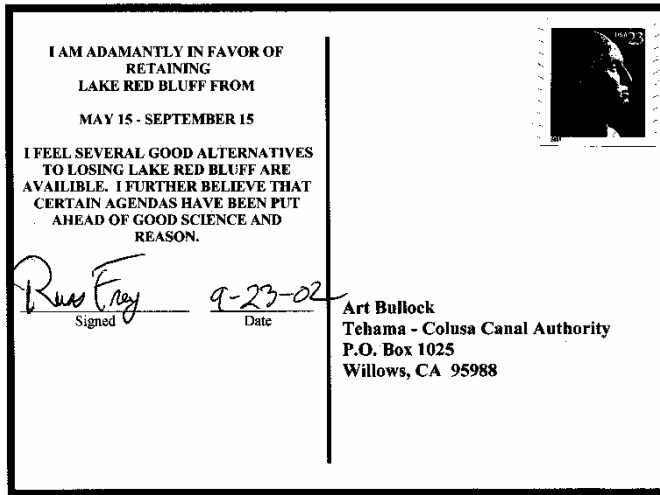 I AM ADAMANTLY IN FAVOR OF
RETAINING
LAKE RED BLUFF FROM
MAY 15 - SEPTEMBER 15
I FEEL SEVERAL GOOD ALTERNATIVES
TO LOSING LAKE RED BLUFF ARE
AVAILIBLE. I FURTHER BELIEVE THAT
CERTAIN AGENDAS HAVE BEEN PUT
AHEAD OF GOOD SCIENCE AND
REASON.
Russ Frey 9-23-02
Signed Date
USA 23
Art Bullock
Tehama - Colusa Canal Authority
P.O. Box 1025
Willows, CA 95988